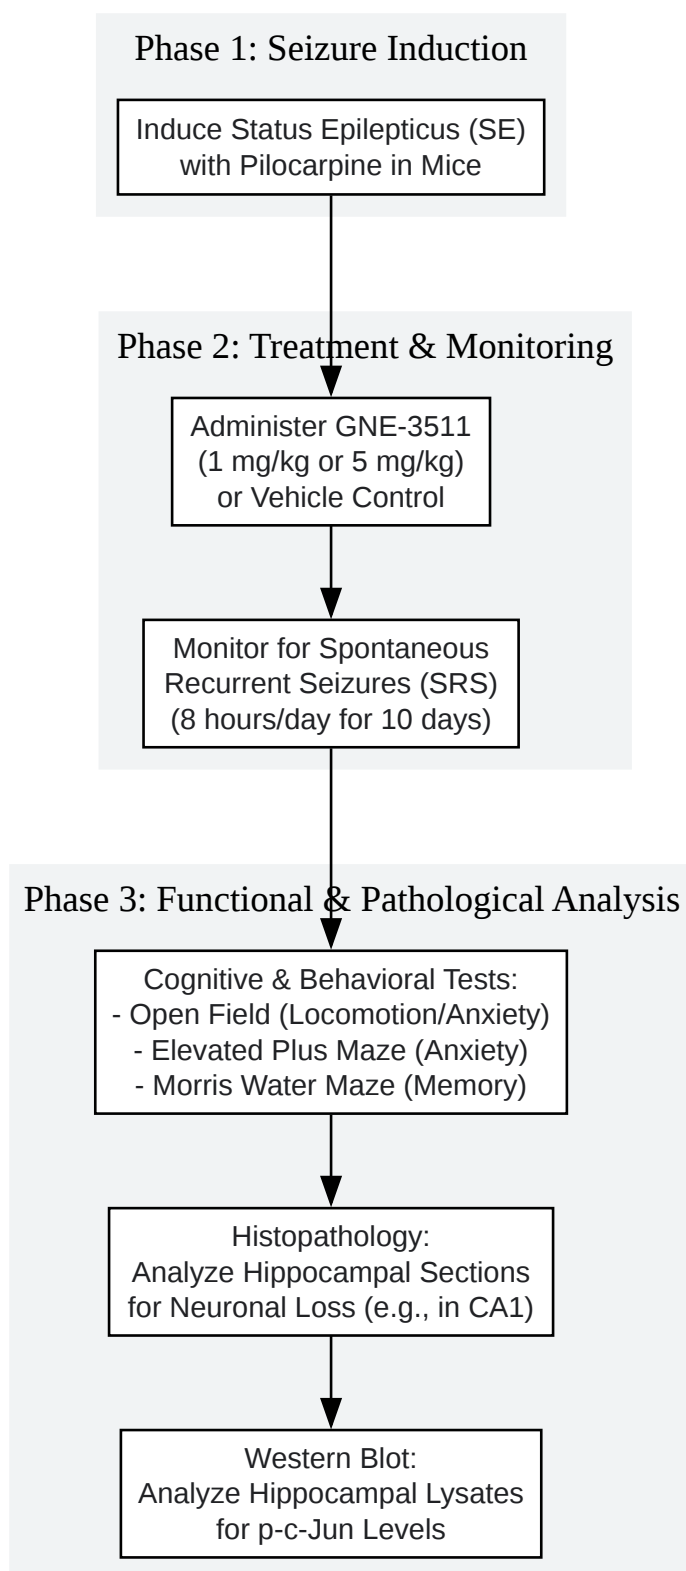 Phase 1: Seizure Induction
Induce Status Epilepticus (SE)
with Pilocarpine in Mice
Phase 2: Treatment & Monitoring
Administer GNE-3511
(1 mg/kg or 5 mg/kg)
or Vehicle Control
Monitor for Spontaneous
Recurrent Seizures (SRS)
(8 hours/day for 10 days)
Phase 3: Functional & Pathological Analysis
Cognitive & Behavioral Tests:
- Open Field (Locomotion/Anxiety)
- Elevated Plus Maze (Anxiety)
- Morris Water Maze (Memory)
Histopathology:
Analyze Hippocampal Sections
for Neuronal Loss (e.g., in CA1)
Western Blot:
Analyze Hippocampal Lysates
for p-c-Jun Levels